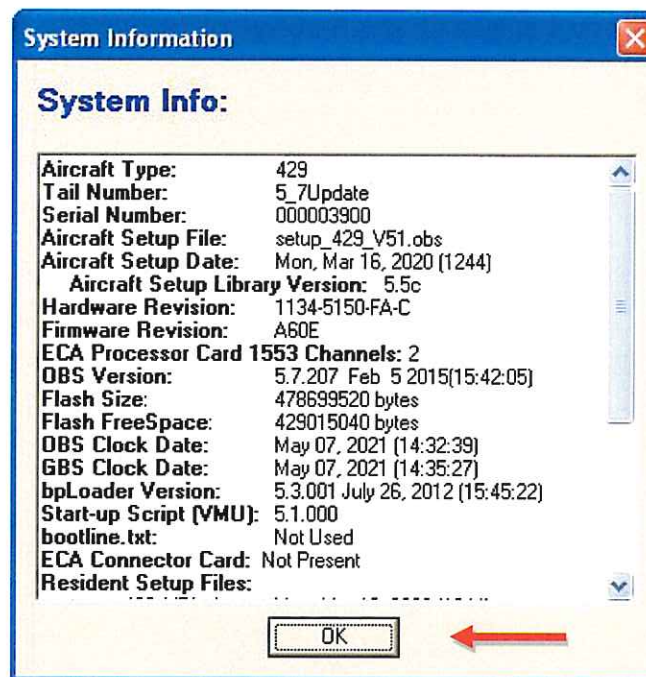 System Information
System Info:
Aircraft Type: 429
Tail Number: 5_7Update
Serial Number: 000003900
Aircraft Setup File: setup_429_V51.obs
Aircraft Setup Date: Mon, Mar 16, 2020 (1244)
Aircraft Setup Library Version: 5.5c
Hardware Revision: 1134-5150-FA-C
Firmware Revision: A60E
ECA Processor Card 1553 Channels: 2
OBS Version: 5.7.207 Feb 5 2015(15:42:05)
Flash Size: 478699520 bytes
Flash FreeSpace: 429015040 bytes
OBS Clock Date: May 07, 2021 (14:32:39)
GBS Clock Date: May 07, 2021 (14:35:27)
bpLoader Version: 5.3.001 July 26, 2012 (15:45:22)
Start-up Script (VMU): 5.1.000
bootline.txt: Not Used
ECA Connector Card: Not Present
Resident Setup Files:
OK